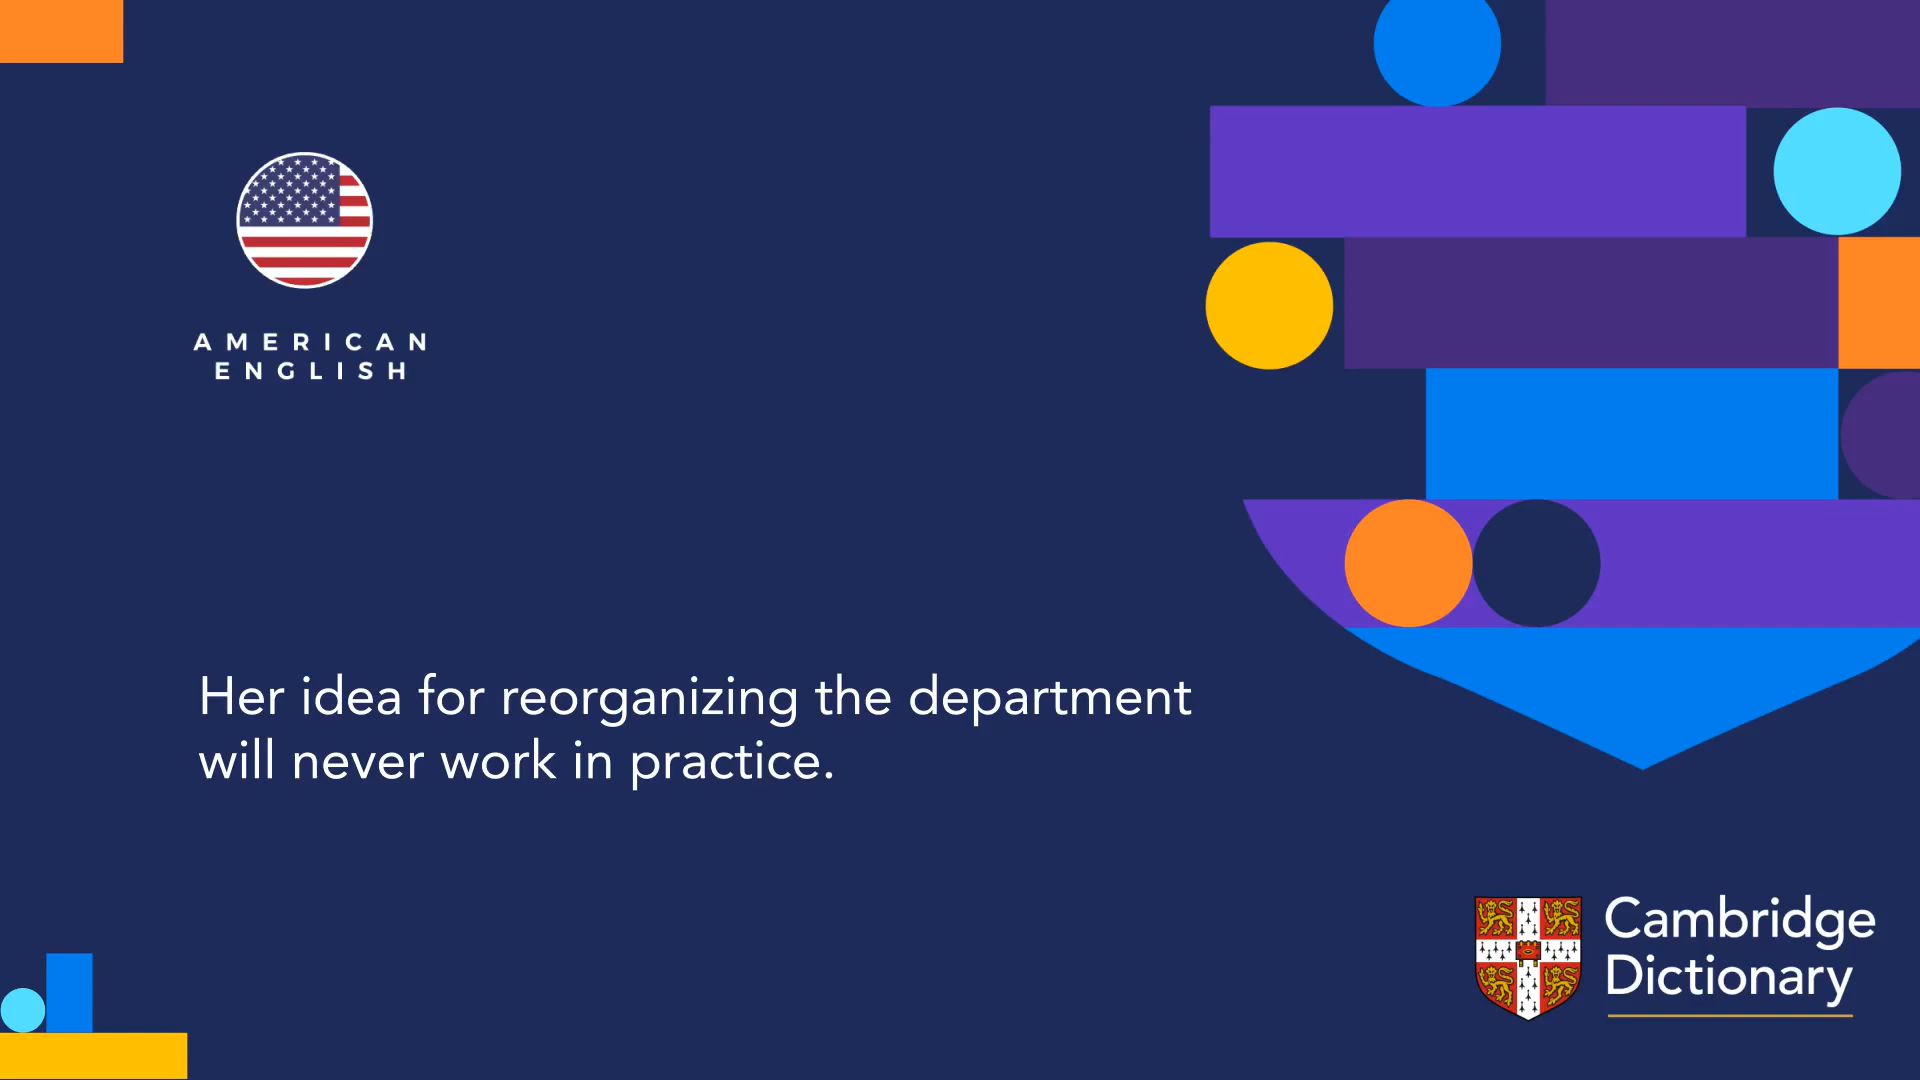 AMERICAN
ENGLISH
Her idea for reorganizing the department
will never work in practice.
Cambridge
Dictionary